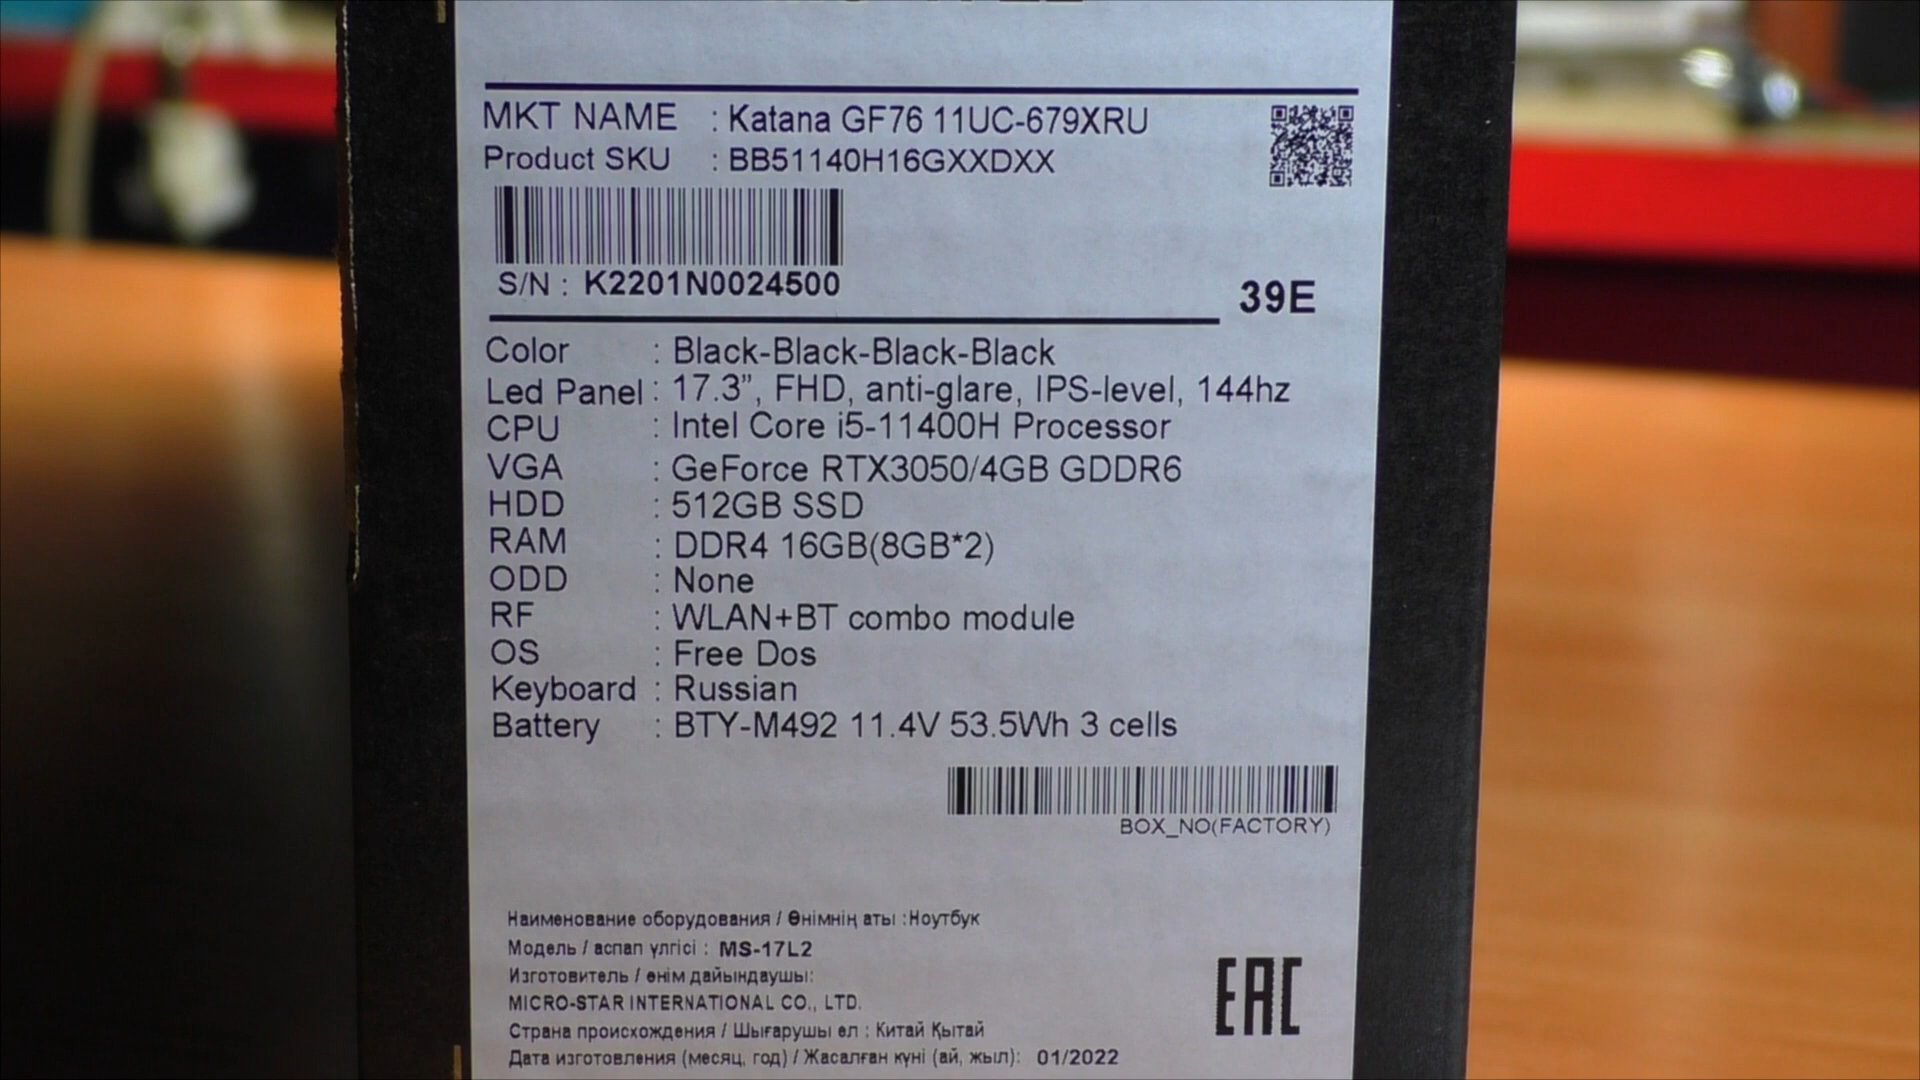 MKT NAME : Katana GF76 11UC-679XRU
Product SKU : BB51140H16GXXDXX
S/N : K2201N0024500
39E
Color : Black-Black-Black-Black
Led Panel : 17.3”, FHD, anti-glare, IPS-level, 144hz
CPU : Intel Core i5-11400H Processor
VGA : GeForce RTX3050/4GB GDDR6
HDD : 512GB SSD
RAM : DDR4 16GB(8GB*2)
ODD : None
RF : WLAN+BT combo module
OS : Free Dos
Keyboard : Russian
Battery : BTY-M492 11.4V 53.5Wh 3 cells
BOX_NO(FACTORY)
Наименование оборудования / Өнімнің аты :Ноутбук
Модель / аспап үлгісі : MS-17L2
Изготовитель / өнім дайындаушы:
MICRO-STAR INTERNATIONAL CO., LTD.
Страна происхождения / Шығарушы ел : Китай Қытай
Дата изготовления (месяц, год) / Жасалған күні (ай, жыл): 01/2022
EAC